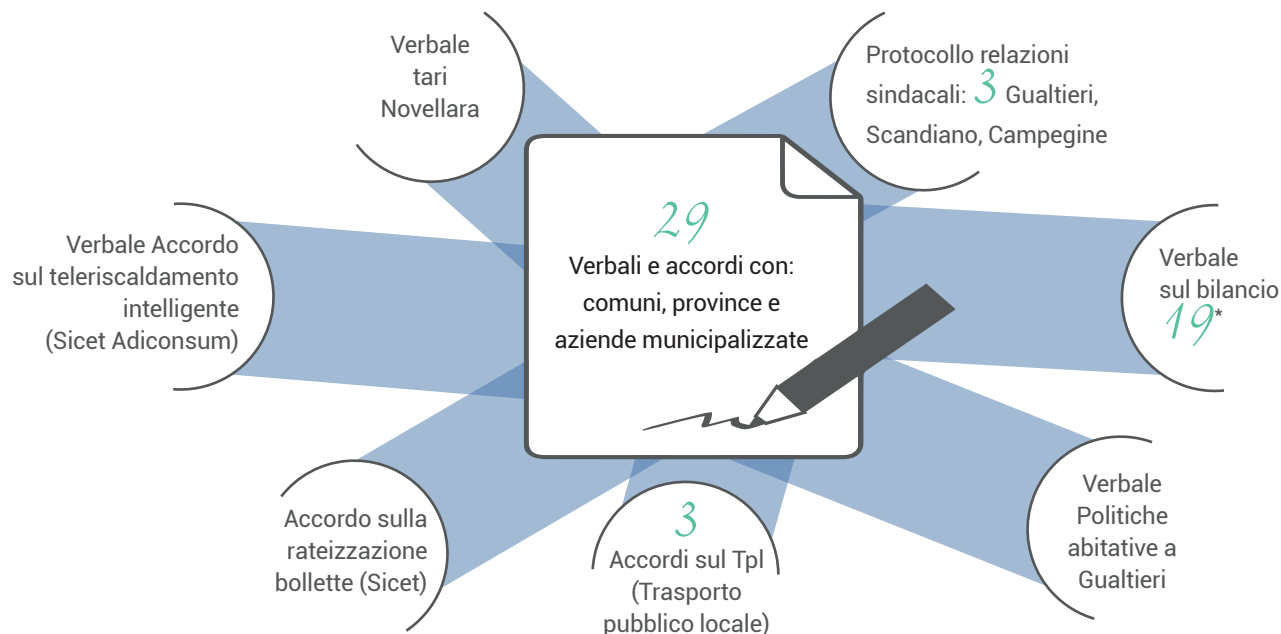 Verbale
tari
Novellara
Protocollo relazioni
sindacali: 3 Gualtieri,
Scandiano, Campegine
29
Verbali e accordi con:
comuni, province e
aziende municipalizzate
Verbale Accordo
sul teleriscaldamento
intelligente
(Sicet Adiconsum)
Verbale
sul bilancio
19*
Accordo sulla
rateizzazione
bollette (Sicet)
3
Accordi sul Tpl
(Trasporto
pubblico locale)
Verbale
Politiche
abitative a
Gualtieri